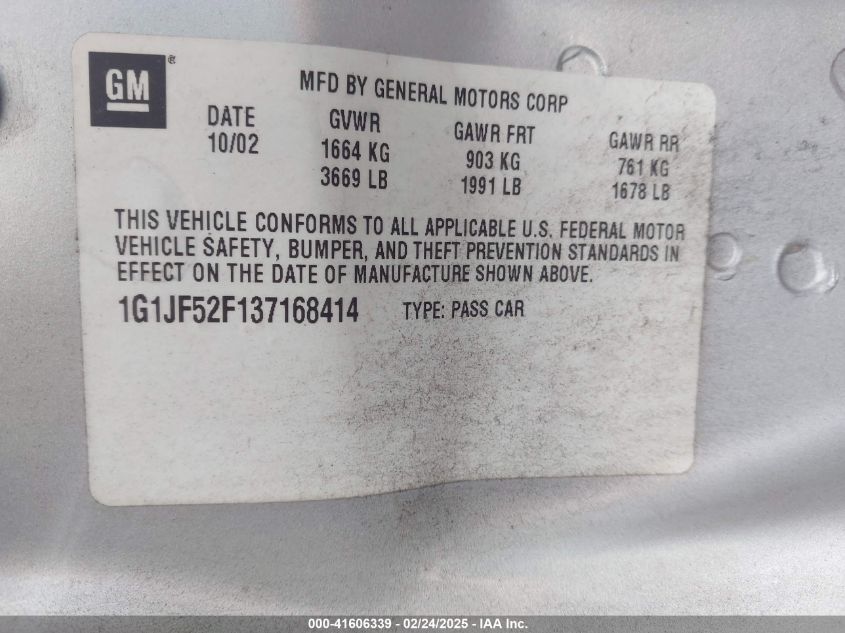 GM®
MFD BY GENERAL MOTORS CORP
DATE GVWR GAWR FRT GAWR RR
10/02 1664 KG 903 KG 761 KG
3669 LB 1991 LB 1678 LB
THIS VEHICLE CONFORMS TO ALL APPLICABLE U.S. FEDERAL MOTOR
VEHICLE SAFETY, BUMPER, AND THEFT PREVENTION STANDARDS IN
EFFECT ON THE DATE OF MANUFACTURE SHOWN ABOVE.
1G1JF52F137168414 TYPE: PASS CAR
000-41606339 - 02/24/2025 - IAA Inc.